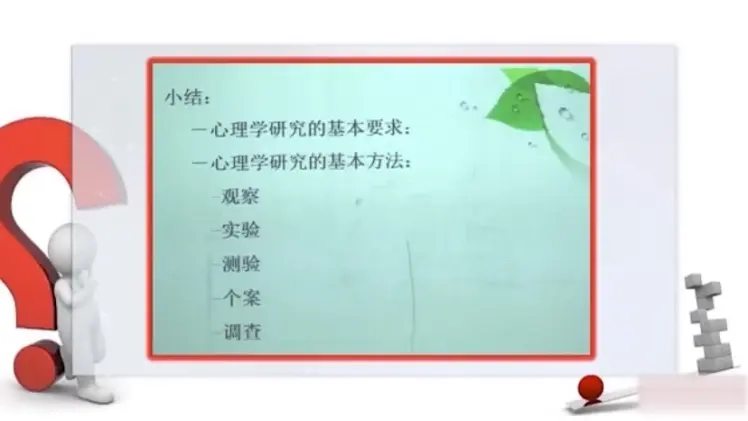 小结：
—心理学研究的基本要求：
—心理学研究的基本方法：
—观察
—实验
—测验
—个案
—调查